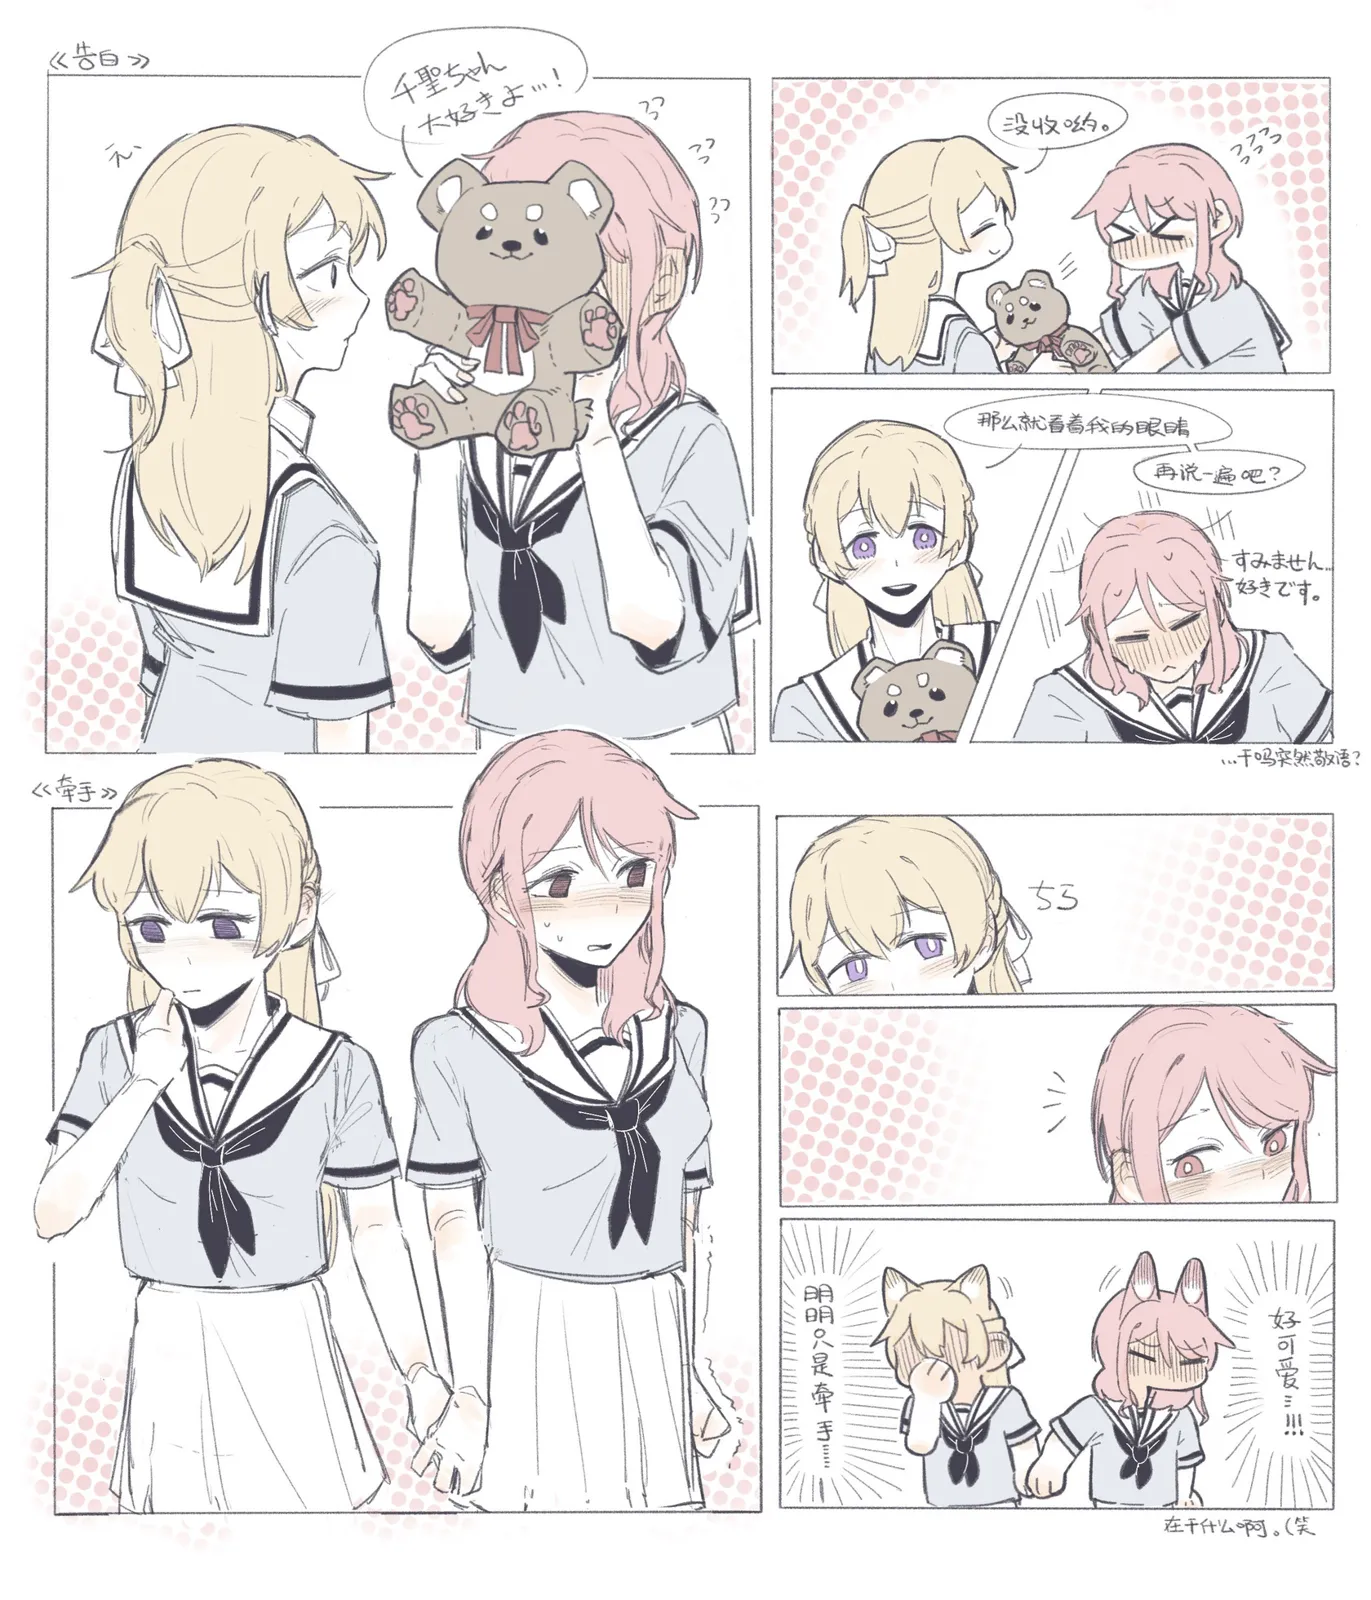 《告白》
千聖ちゃん
大好きよ…!
え、
没收哟。
那么就看着我的眼睛
再说一遍吧?
すみません…
好きです。
…干吗突然敬语?
《牵手》
ちら
好可爱…!!!
明明只是牵手……
在干什么啊。(笑